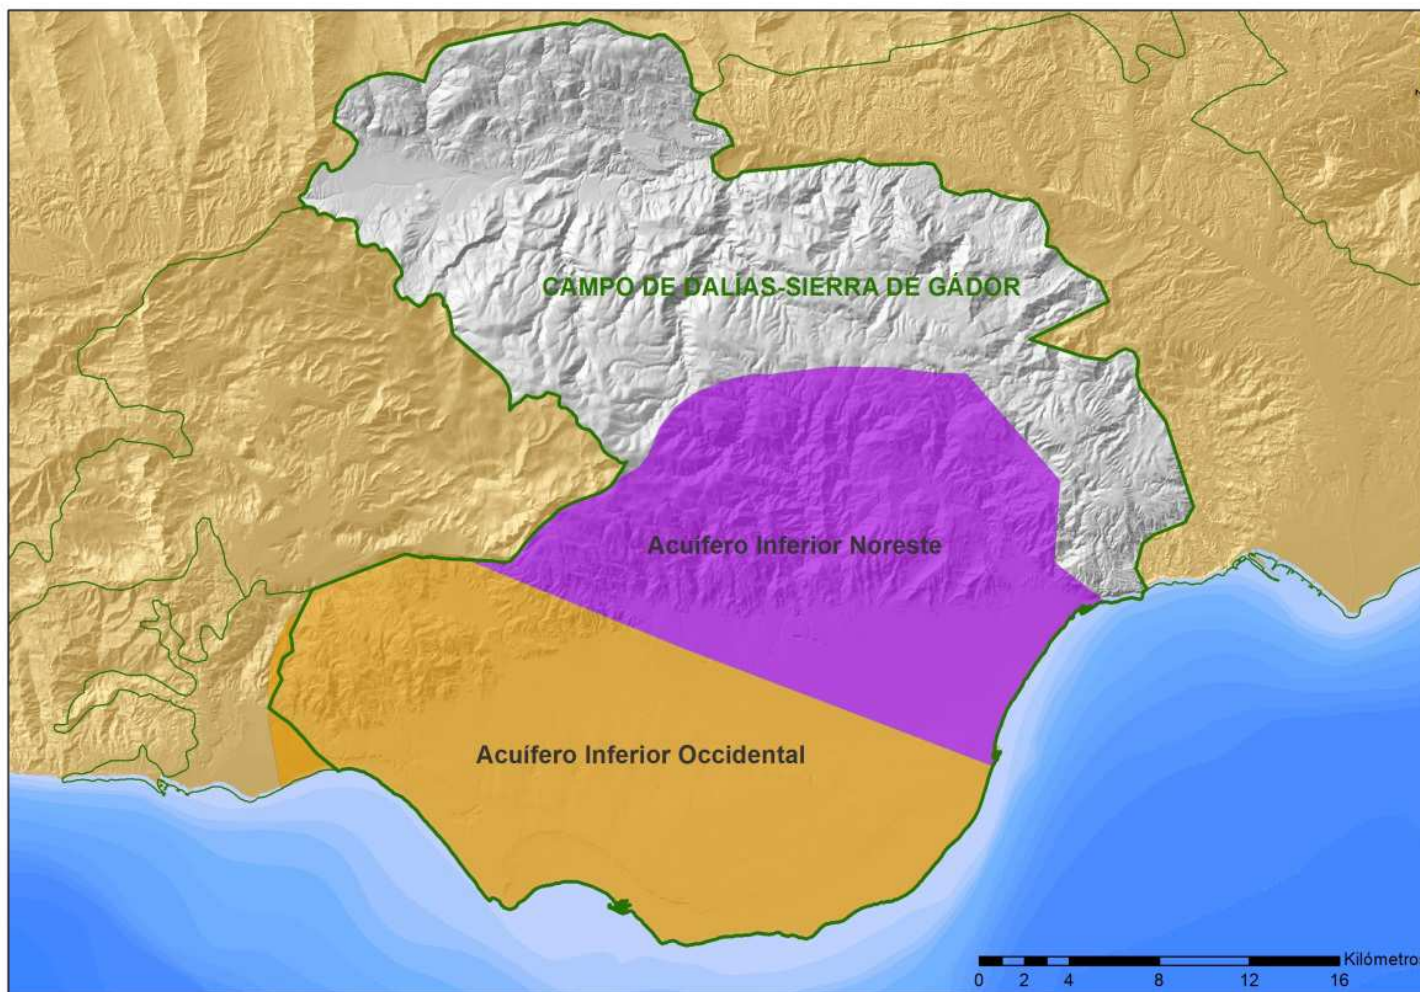 CAMPO DE DALÍAS-SIERRA DE GÁDOR
Acuífero Inferior Noreste
Acuífero Inferior Occidental
Kilómetro
0 2 4 8 12 16